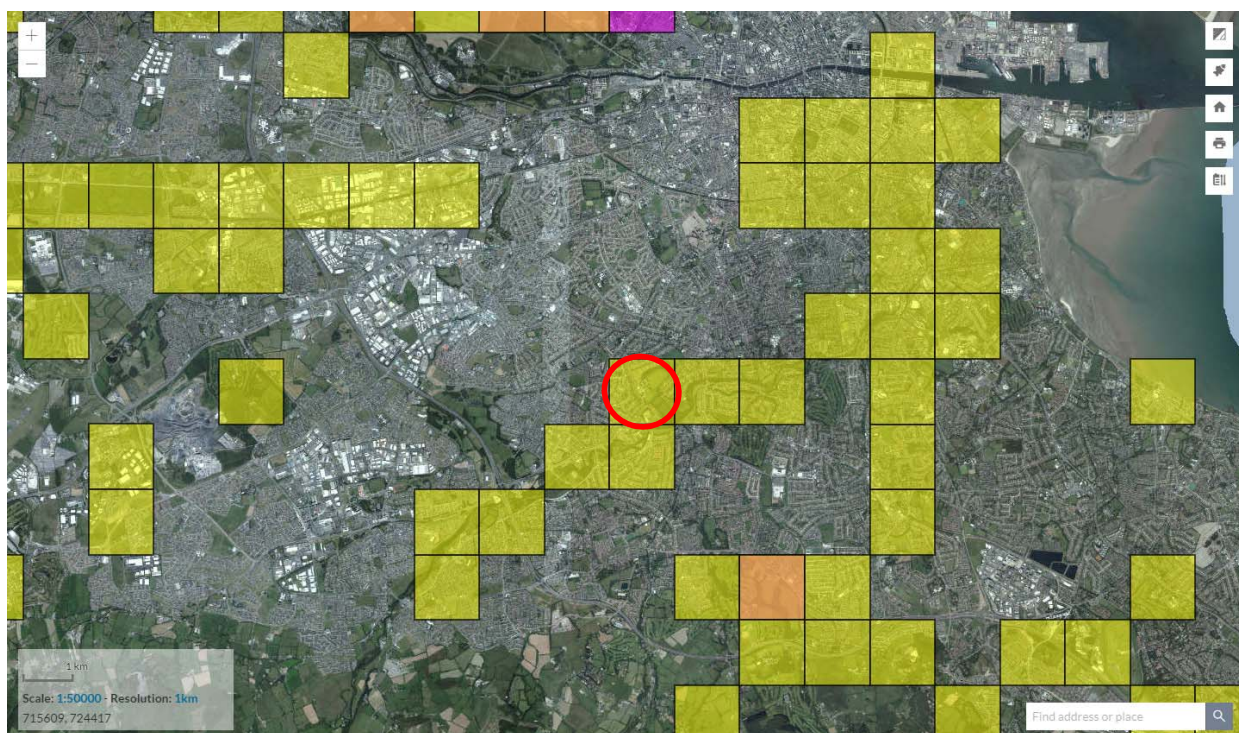 +
−
1 km
Scale: 1:50000 - Resolution: 1km
715609, 724417
Find address or place